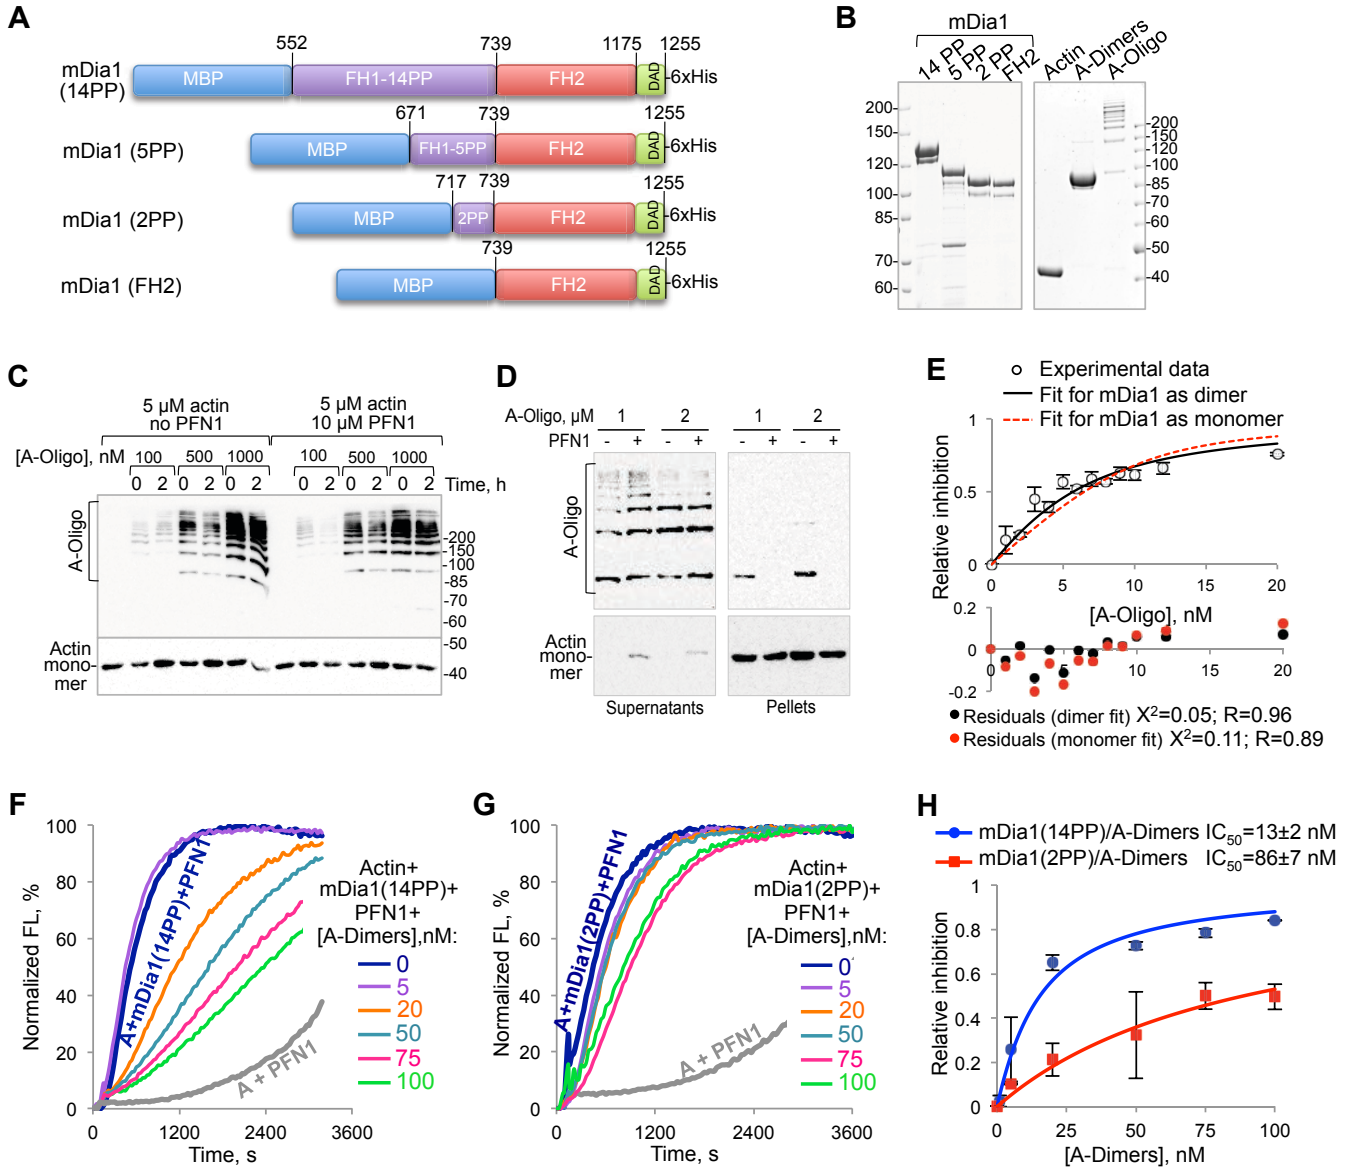 A
552 739 1175 1255
mDia1 (14PP) MBP FH1-14PP FH2 DAD -6xHis
671 739 1255
mDia1 (5PP) MBP FH1-5PP FH2 DAD -6xHis
717 739 1255
mDia1 (2PP) MBP 2PP FH2 DAD -6xHis
739 1255
mDia1 (FH2) MBP FH2 DAD -6xHis
B
mDia1
14 PP 5 PP 2 PP FH2 Actin A-Dimers A-Oligo
200-
150-
120-
100-
85-
70-
60-
-200
-150
-120
-100
-85
-70
-60
-50
-40
C
5 µM actin
no PFN1
5 µM actin
10 µM PFN1
[A-Oligo], nM 100 500 1000 100 500 1000
0 2 0 2 0 2 0 2 0 2 0 2 Time, h
A-Oligo
-200
-150
-100
-85
-70
-60
-50
-40
Actin
mono-
mer
D
A-Oligo, µM 1 2 1 2
PFN1 - + - + - + - +
A-Oligo
Actin
mono-
mer
Supernatants Pellets
E
Experimental data
Fit for mDia1 as dimer
Fit for mDia1 as monomer
Relative inhibition
1
0.5
0
0 5 10 15 20
[A-Oligo], nM
0.2
0
-0.2
0 5 10 15 20
Residuals (dimer fit) X²=0.05; R=0.96
Residuals (monomer fit) X²=0.11; R=0.89
F
Normalized FL, %
100
80
60
40
20
0
0 1200 2400 3600
Time, s
A+mDia1(14PP)+PFN1
A + PFN1
Actin+
mDia1(14PP)+
PFN1+
[A-Dimers],nM:
0
5
20
50
75
100
G
Normalized FL, %
100
80
60
40
20
0
0 1200 2400 3600
Time, s
A+mDia1(2PP)+PFN1
A + PFN1
Actin+
mDia1(2PP)+
PFN1+
[A-Dimers],nM:
0
5
20
50
75
100
H
mDia1(14PP)/A-Dimers IC₅₀=13±2 nM
mDia1(2PP)/A-Dimers IC₅₀=86±7 nM
Relative inhibition
1
0.8
0.6
0.4
0.2
0
0 25 50 75 100
[A-Dimers], nM